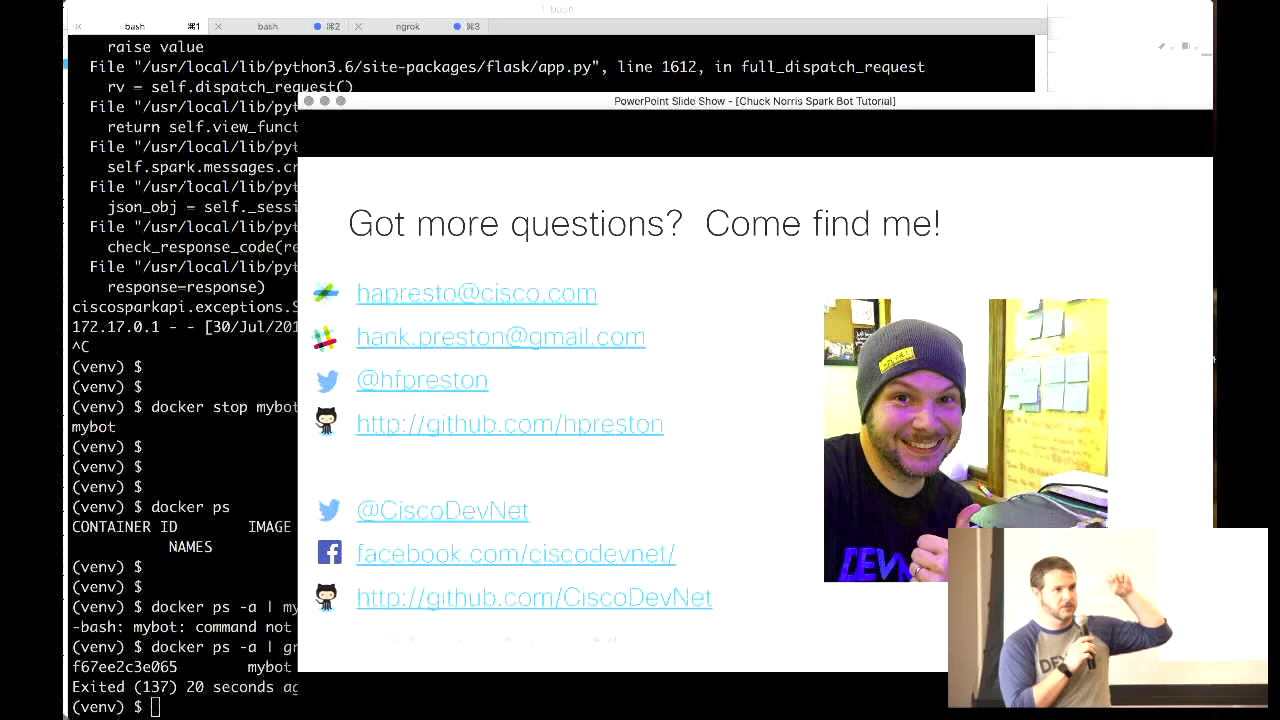 1 bash
bash ⌘1 bash ⌘2 ngrok ⌘3
raise value
File "/usr/local/lib/python3.6/site-packages/flask/app.py", line 1612, in full_dispatch_request
rv = self.dispatch_request()
File "/usr/local/lib/pyt
return self.view_funct
File "/usr/local/lib/pyt
self.spark.messages.cr
File "/usr/local/lib/pyt
json_obj = self._sessi
File "/usr/local/lib/pyt
check_response_code(re
File "/usr/local/lib/pyt
response=response)
ciscosparkapi.exceptions.S
172.17.0.1 - - [30/Jul/201
^C
(venv) $
(venv) $
(venv) $ docker stop mybot
mybot
(venv) $
(venv) $
(venv) $
(venv) $ docker ps
CONTAINER ID IMAGE
NAMES
(venv) $
(venv) $
(venv) $ docker ps -a | my
-bash: mybot: command not
(venv) $ docker ps -a | gr
f67ee2c3e065 mybot
Exited (137) 20 seconds ag
(venv) $
PowerPoint Slide Show - [Chuck Norris Spark Bot Tutorial]
Got more questions? Come find me!
hapresto@cisco.com
hank.preston@gmail.com
@hfpreston
http://github.com/hpreston
@CiscoDevNet
facebook.com/ciscodevnet/
http://github.com/CiscoDevNet